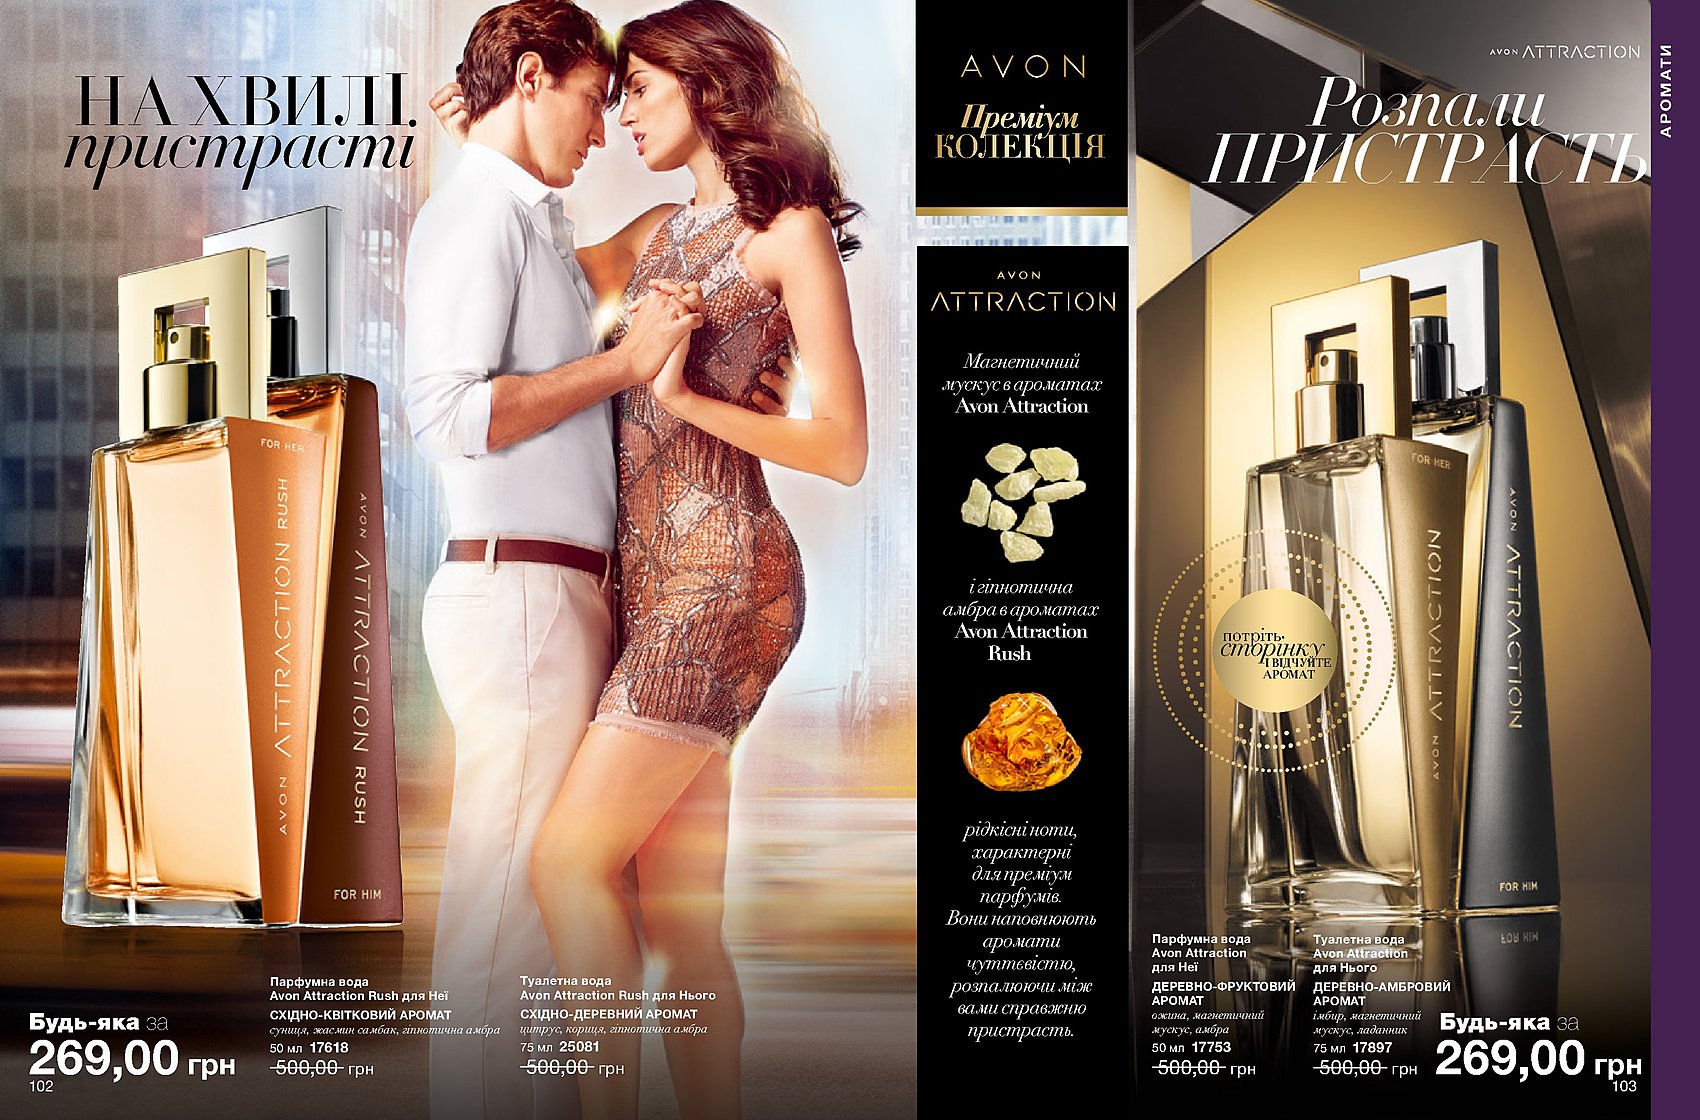 НА ХВИЛІ.
пристрасті
FOR HER
AVON ATTRACTION RUSH
AVON ATTRACTION RUSH
FOR HIM
Парфумна вода
Avon Attraction Rush для Неї
СХІДНО-КВІТКОВИЙ АРОМАТ
суниця, жасмин самбак, гіпнотична амбра
50 мл 17618
500,00 грн
Туалетна вода
Avon Attraction Rush для Нього
СХІДНО-ДЕРЕВНИЙ АРОМАТ
цитрус, кориця, гіпнотична амбра
75 мл 25081
500,00 грн
Будь-яка за
269,00 грн
102
AVON
Преміум
КОЛЕКЦІЯ
AVON
ATTRACTION
Магнетичний
мускус в ароматах
Avon Attraction
і гіпнотична
амбра в ароматах
Avon Attraction
Rush
рідкісні ноти,
характерні
для преміум
парфумів.
Вони наповнюють
аромати
чуттєвістю,
розпалюючи між
вами справжню
пристрасть.
AVON ATTRACTION
АРОМАТИ
Розпали
ПРИСТРАСТЬ
FOR HER
AVON ATTRACTION
AVON ATTRACTION
FOR HIM
FOR HIM
потріть
сторінку
І ВІДЧУЙТЕ
АРОМАТ
Парфумна вода
Avon Attraction
для Неї
ДЕРЕВНО-ФРУКТОВИЙ
АРОМАТ
ожина, магнетичний
мускус, амбра
50 мл 17753
500,00 грн
Туалетна вода
Avon Attraction
для Нього
ДЕРЕВНО-АМБРОВИЙ
АРОМАТ
імбир, магнетичний
мускус, ладанник
75 мл 17897
500,00 грн
Будь-яка за
269,00 грн
103